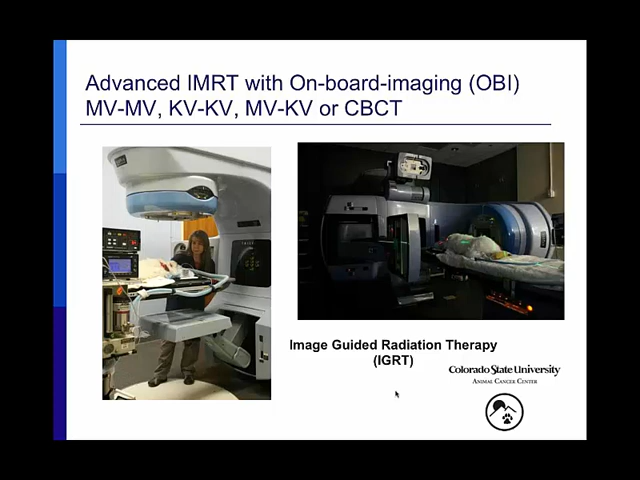 Advanced IMRT with On-board-imaging (OBI)
MV-MV, KV-KV, MV-KV or CBCT
Image Guided Radiation Therapy
(IGRT)
Colorado State University
Animal Cancer Center